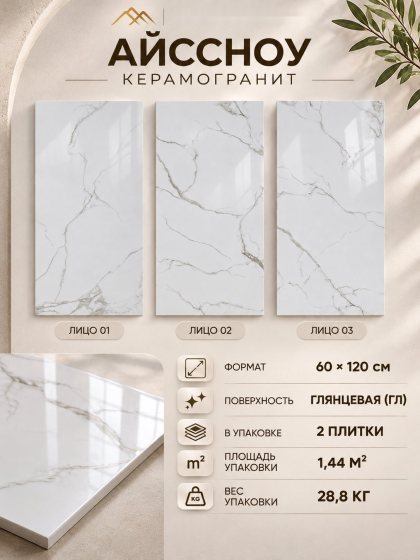 АЙССНОУ
КЕРАМОГРАНИТ
ЛИЦО 01
ЛИЦО 02
ЛИЦО 03
ФОРМАТ
60 × 120 см
ПОВЕРХНОСТЬ
ГЛЯНЦЕВАЯ (ГЛ)
В УПАКОВКЕ
2 ПЛИТКИ
m²
ПЛОЩАДЬ
УПАКОВКИ
1,44 М²
KG
ВЕС
УПАКОВКИ
28,8 КГ